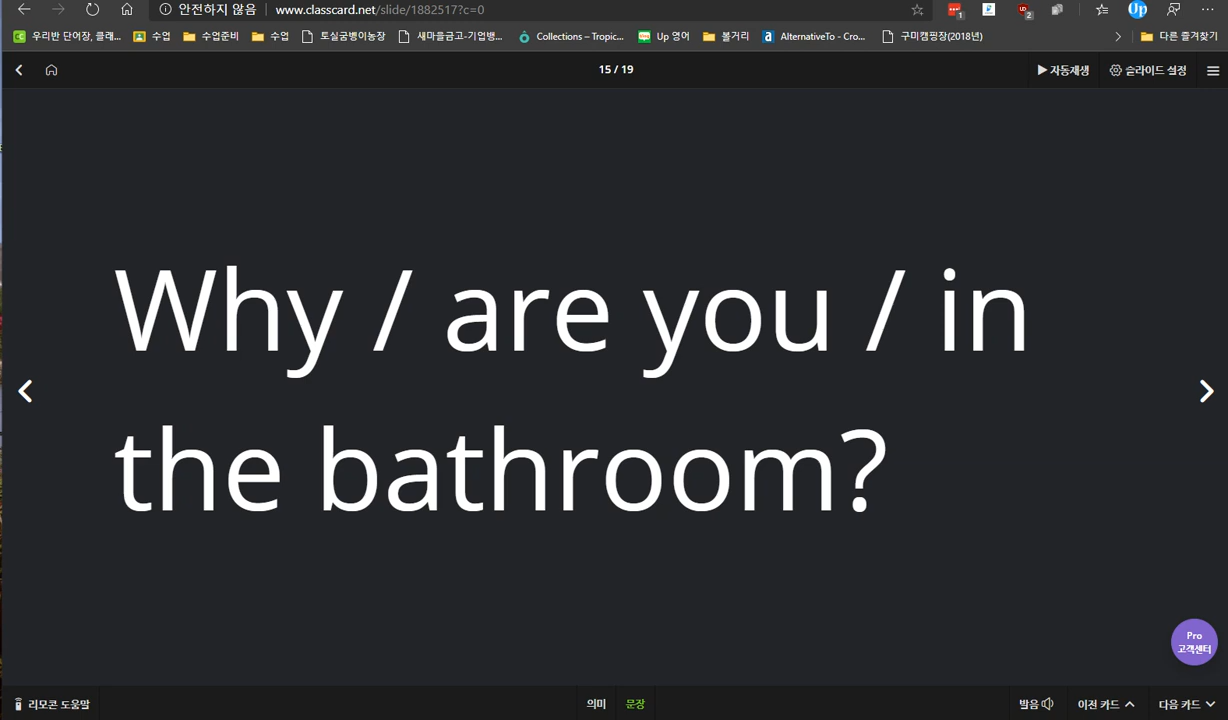 안전하지 않음 www.classcard.net/slide/1882517?c=0
1 2 Up
우리반 단어장, 클래... 수업 수업준비 수업 토실굼벵이농장 새마을금고-기업뱅... Collections – Tropic... Up 영어 볼거리 AlternativeTo - Cro... 구미캠핑장(2018년) 다른 즐겨찾기
15 / 19 자동재생 슬라이드 설정
Why / are you / in
the bathroom?
Pro
고객센터
리모콘 도움말 의미 문장 발음 이전 카드 다음 카드